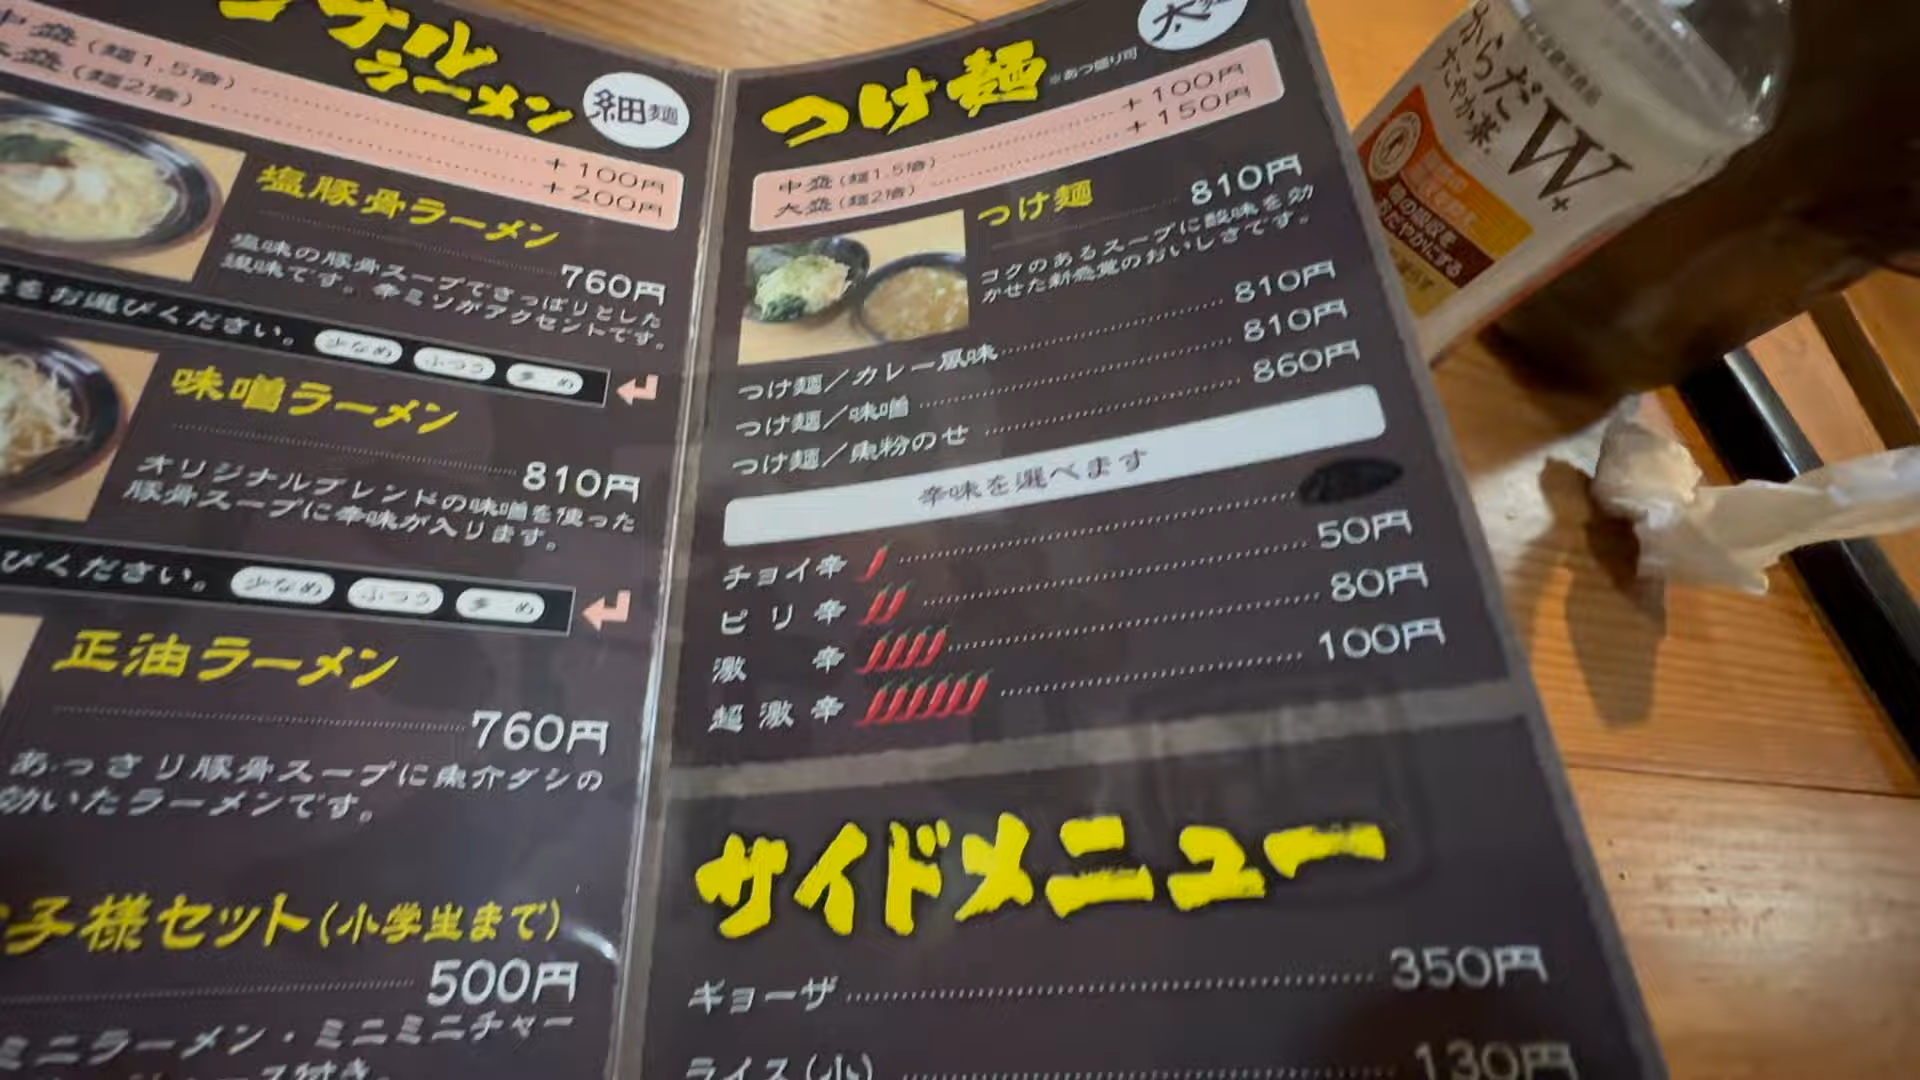 ラーメン
細麺
中盛(麺1.5倍) +100円
(麺2倍) +200円
塩豚骨ラーメン
760円
塩味の豚骨スープでさっぱりとした
風味です。辛ミソがアクセントです。
をお選びください。 少なめ ふつう 多め
味噌ラーメン
810円
オリジナルブレンドの味噌を使った
豚骨スープに辛味が入ります。
びください。 少なめ ふつう 多め
正油ラーメン
760円
あっさり豚骨スープに魚介ダシの
効いたラーメンです。
子様セット(小学生まで)
500円
ミニラーメン・ミニミニチャー
付き。
つけ麺 ※あつ盛り可
中盛(麺1.5倍) +100円
大盛(麺2倍) +150円
つけ麺 810円
コクのあるスープに酸味を効
かせた新感覚のおいしさです。
つけ麺/カレー風味 810円
つけ麺/味噌 810円
つけ麺/魚粉のせ 860円
辛味を選べます
チョイ辛
ピリ辛 50円
激辛 80円
超激辛 100円
サイドメニュー
ギョーザ 350円
ライス(小) 130円
からだ
すこやか茶。
W+